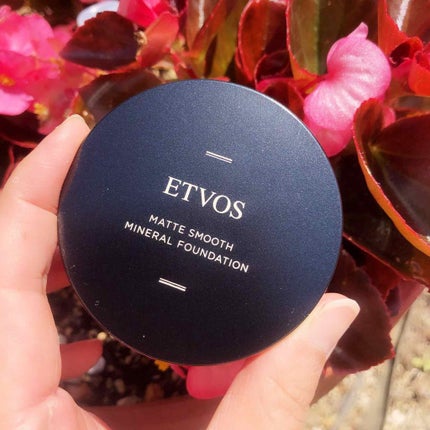 ETVOS
MATTE SMOOTH
MINERAL FOUNDATION